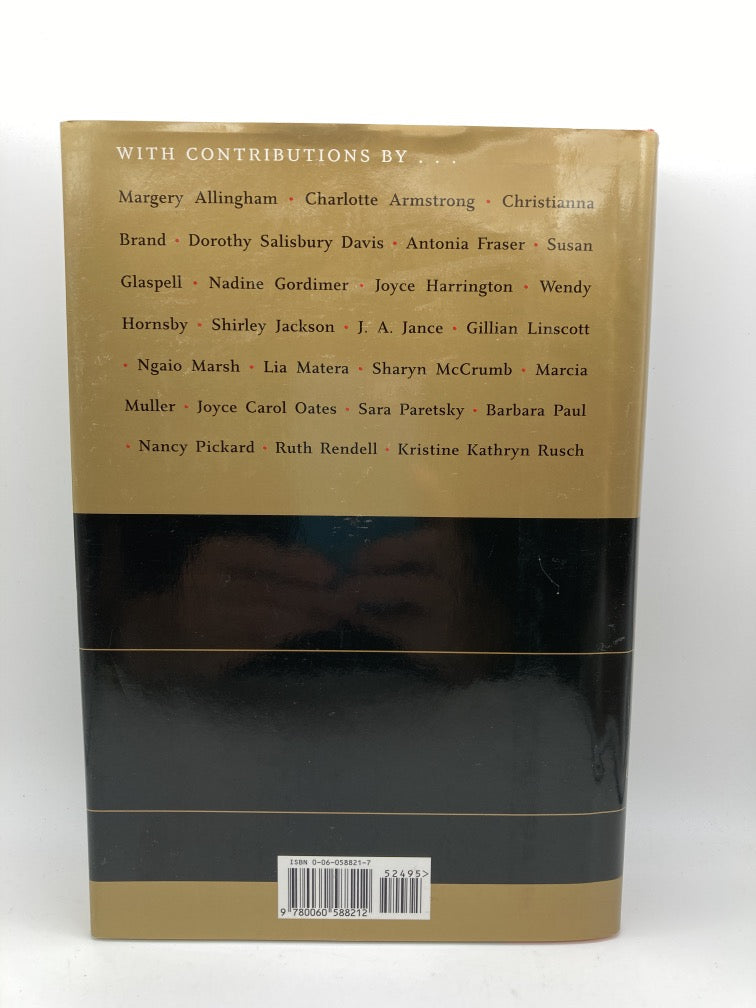 WITH CONTRIBUTIONS BY . . .
Margery Allingham • Charlotte Armstrong • Christianna
Brand • Dorothy Salisbury Davis • Antonia Fraser • Susan
Glaspell • Nadine Gordimer • Joyce Harrington • Wendy
Hornsby • Shirley Jackson • J. A. Jance • Gillian Linscott
• Ngaio Marsh • Lia Matera • Sharyn McCrumb • Marcia
Muller • Joyce Carol Oates • Sara Paretsky • Barbara Paul
• Nancy Pickard • Ruth Rendell • Kristine Kathryn Rusch
ISBN 0-06-058821-7
52495>
9 780060 588212